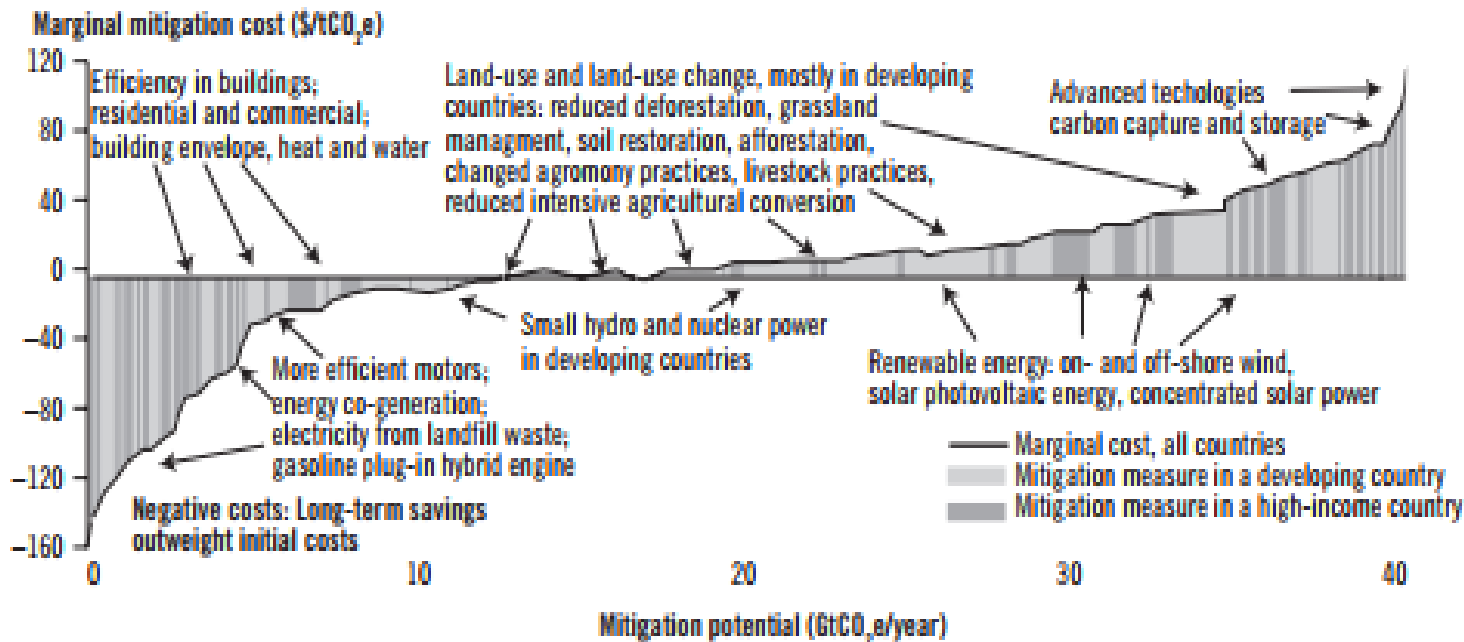 Marginal mitigation cost ($/tCO₂e)
120
80
40
0
−40
−80
−120
−160
Efficiency in buildings;
residential and commercial;
building envelope, heat and water
Land-use and land-use change, mostly in developing
countries: reduced deforestation, grassland
managment, soil restoration, afforestation,
changed agromony practices, livestock practices,
reduced intensive agricultural conversion
Advanced techologies
carbon capture and storage
Small hydro and nuclear power
in developing countries
More efficient motors;
energy co-generation;
electricity from landfill waste;
gasoline plug-in hybrid engine
Renewable energy: on- and off-shore wind,
solar photovoltaic energy, concentrated solar power
Negative costs: Long-term savings
outweight initial costs
Marginal cost, all countries
Mitigation measure in a developing country
Mitigation measure in a high-income country
0 10 20 30 40
Mitigation potential (GtCO₂e/year)